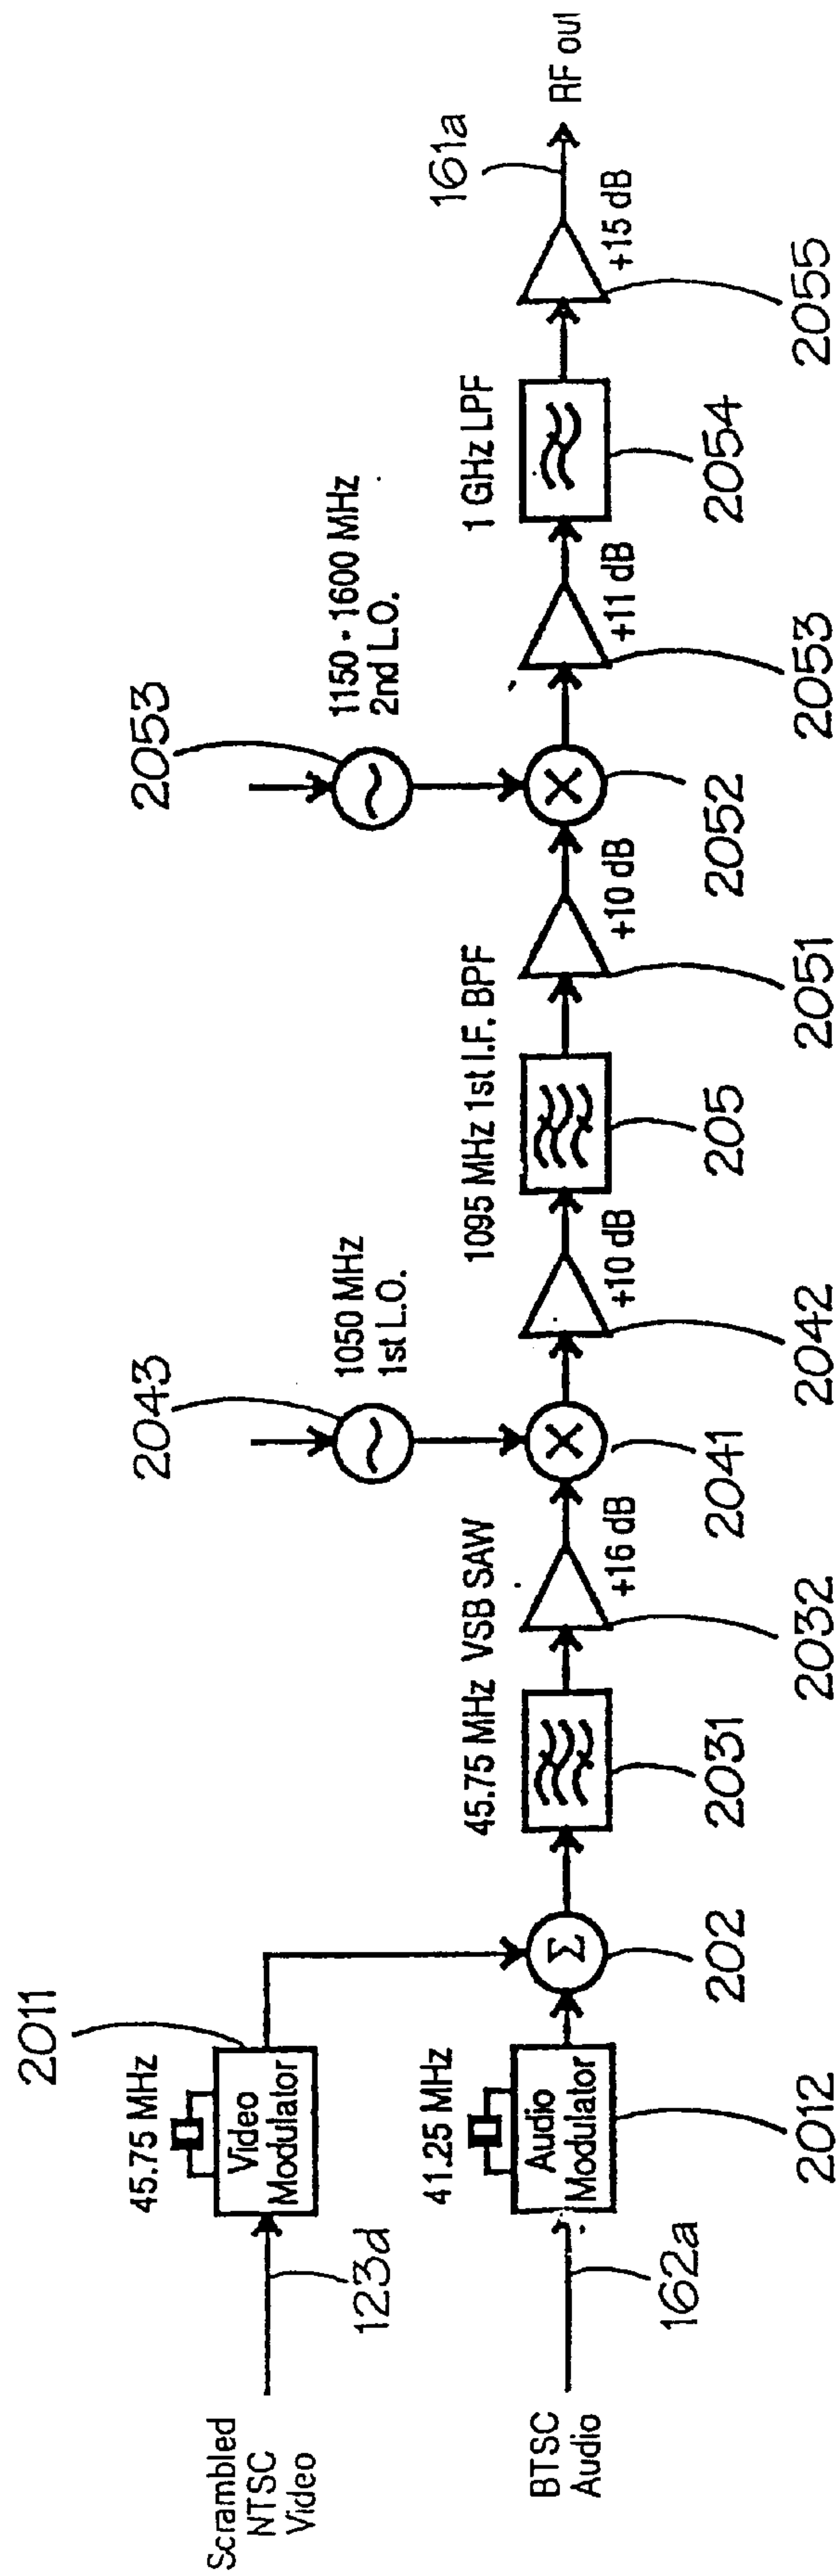 Scrambled
NTSC
Video
123d
45.75 MHz
Video
Modulator
2011
BTSC
Audio
162a
41.25 MHz
Audio
Modulator
2012
Σ
202
45.75 MHz VSB SAW
2031
+16 dB
2032
2043
1050 MHz
1st L.O.
2041
+10 dB
2042
1095 MHz 1st I.F. BPF
205
+10 dB
2051
2053
1150 - 1600 MHz
2nd L.O.
2052
+11 dB
2053
1 GHz LPF
2054
+15 dB
2055
161a
RF out